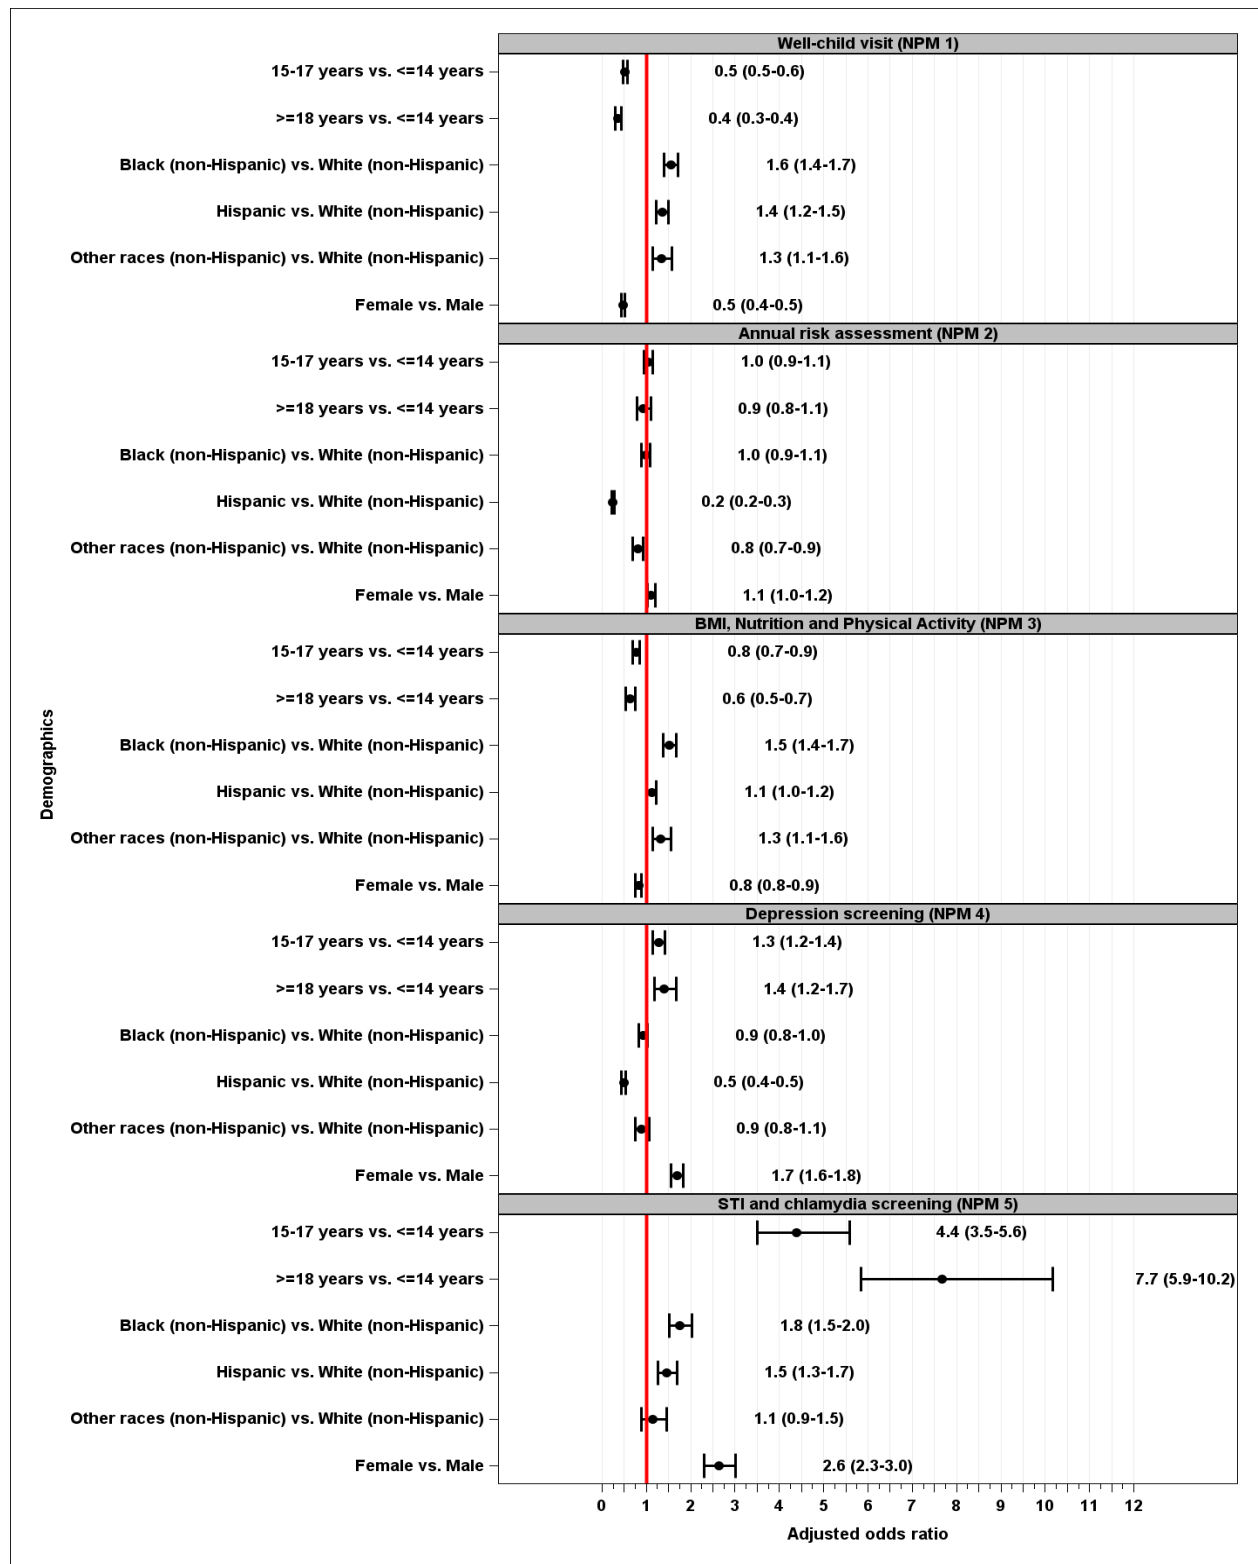 Well-child visit (NPM 1)
15-17 years vs. <=14 years 0.5 (0.5-0.6)
>=18 years vs. <=14 years 0.4 (0.3-0.4)
Black (non-Hispanic) vs. White (non-Hispanic) 1.6 (1.4-1.7)
Hispanic vs. White (non-Hispanic) 1.4 (1.2-1.5)
Other races (non-Hispanic) vs. White (non-Hispanic) 1.3 (1.1-1.6)
Female vs. Male 0.5 (0.4-0.5)
Annual risk assessment (NPM 2)
15-17 years vs. <=14 years 1.0 (0.9-1.1)
>=18 years vs. <=14 years 0.9 (0.8-1.1)
Black (non-Hispanic) vs. White (non-Hispanic) 1.0 (0.9-1.1)
Hispanic vs. White (non-Hispanic) 0.2 (0.2-0.3)
Other races (non-Hispanic) vs. White (non-Hispanic) 0.8 (0.7-0.9)
Female vs. Male 1.1 (1.0-1.2)
BMI, Nutrition and Physical Activity (NPM 3)
15-17 years vs. <=14 years 0.8 (0.7-0.9)
>=18 years vs. <=14 years 0.6 (0.5-0.7)
Black (non-Hispanic) vs. White (non-Hispanic) 1.5 (1.4-1.7)
Hispanic vs. White (non-Hispanic) 1.1 (1.0-1.2)
Other races (non-Hispanic) vs. White (non-Hispanic) 1.3 (1.1-1.6)
Female vs. Male 0.8 (0.8-0.9)
Depression screening (NPM 4)
15-17 years vs. <=14 years 1.3 (1.2-1.4)
>=18 years vs. <=14 years 1.4 (1.2-1.7)
Black (non-Hispanic) vs. White (non-Hispanic) 0.9 (0.8-1.0)
Hispanic vs. White (non-Hispanic) 0.5 (0.4-0.5)
Other races (non-Hispanic) vs. White (non-Hispanic) 0.9 (0.8-1.1)
Female vs. Male 1.7 (1.6-1.8)
STI and chlamydia screening (NPM 5)
15-17 years vs. <=14 years 4.4 (3.5-5.6)
>=18 years vs. <=14 years 7.7 (5.9-10.2)
Black (non-Hispanic) vs. White (non-Hispanic) 1.8 (1.5-2.0)
Hispanic vs. White (non-Hispanic) 1.5 (1.3-1.7)
Other races (non-Hispanic) vs. White (non-Hispanic) 1.1 (0.9-1.5)
Female vs. Male 2.6 (2.3-3.0)
Demographics
0 1 2 3 4 5 6 7 8 9 10 11 12
Adjusted odds ratio